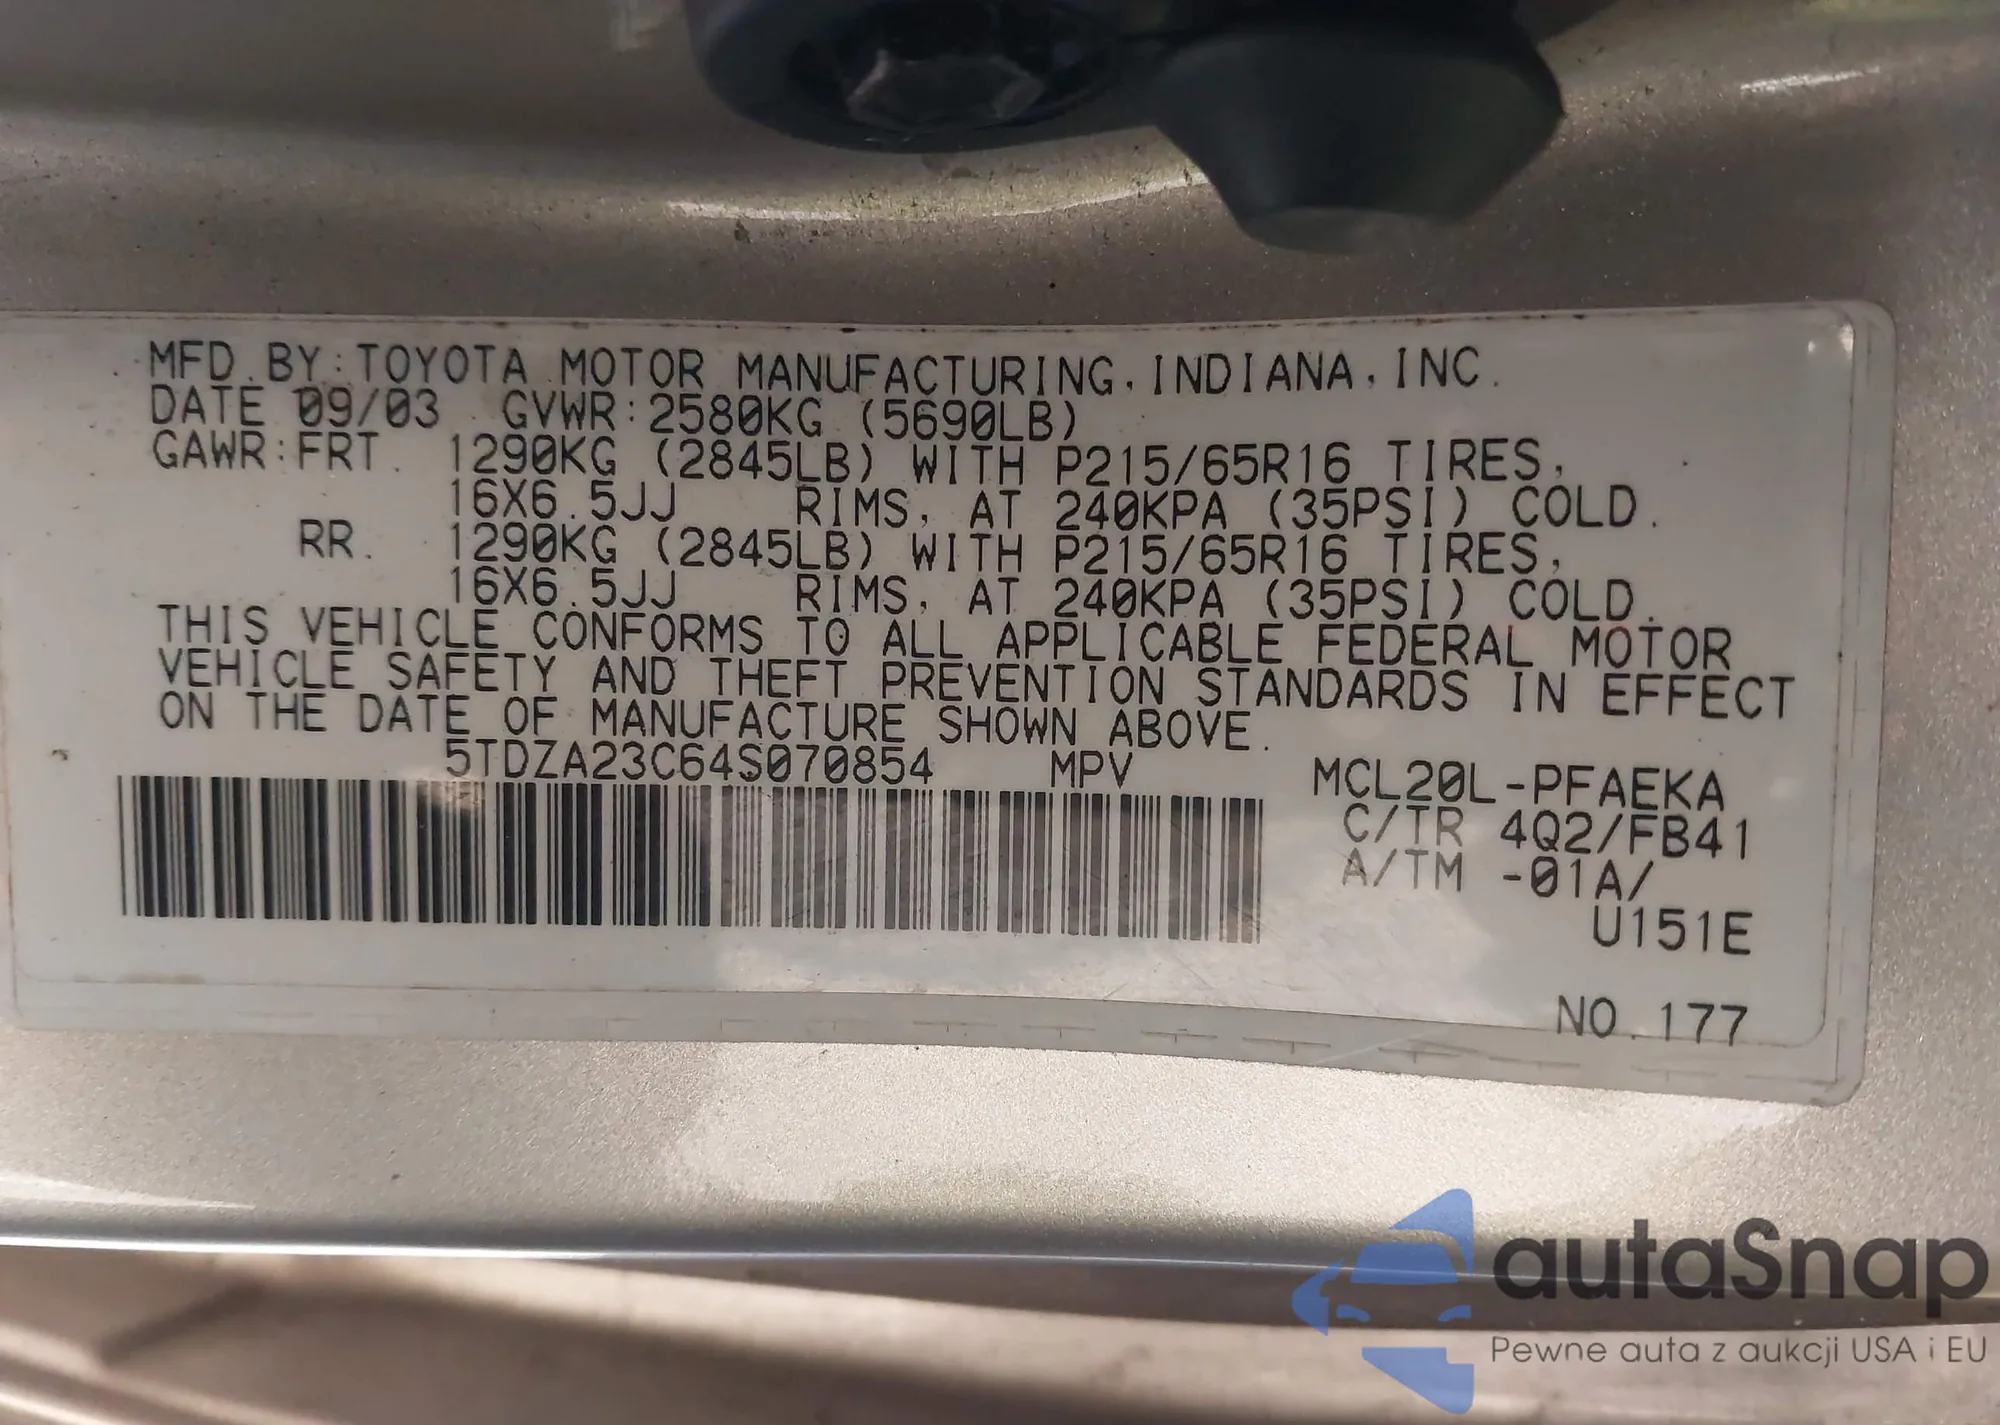 MFD. BY: TOYOTA MOTOR MANUFACTURING, INDIANA, INC.
DATE 09/03 GVWR: 2580KG (5690LB)
GAWR: FRT. 1290KG (2845LB) WITH P215/65R16 TIRES,
16X6.5JJ RIMS, AT 240KPA (35PSI) COLD.
RR. 1290KG (2845LB) WITH P215/65R16 TIRES,
16X6.5JJ RIMS, AT 240KPA (35PSI) COLD.
THIS VEHICLE CONFORMS TO ALL APPLICABLE FEDERAL MOTOR
VEHICLE SAFETY AND THEFT PREVENTION STANDARDS IN EFFECT
ON THE DATE OF MANUFACTURE SHOWN ABOVE.
5TDZA23C64S070854 MPV MCL20L-PFAEKA
C/TR 4Q2/FB41
A/TM -01A/
U151E
NO.177
autaSnap
Pewne auta z aukcji USA i EU